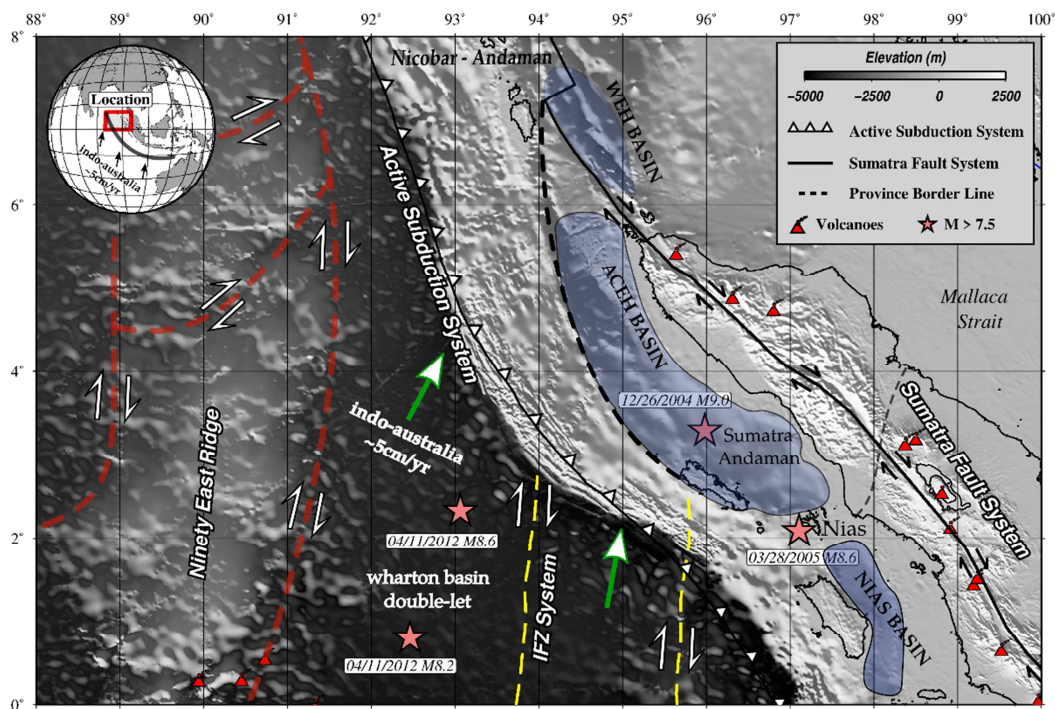 88° 89° 90° 91° 92° 93° 94° 95° 96° 97° 98° 99° 100°
8°
6°
4°
2°
0°
Location
indo-australia
~5cm/yr
Nicobar - Andaman
WEH BASIN
Elevation (m)
−5000 −2500 0 2500
Active Subduction System
Sumatra Fault System
Province Border Line
Volcanoes
M > 7.5
Active Subduction System
ACEH BASIN
Mallaca
Strait
12/26/2004 M9.0
Sumatra
Andaman
Sumatra Fault System
indo-australia
~5cm/yr
Ninety East Ridge
04/11/2012 M8.6
wharton basin
double-let
04/11/2012 M8.2
IFZ System
Nias
03/28/2005 M8.6
NIAS BASIN